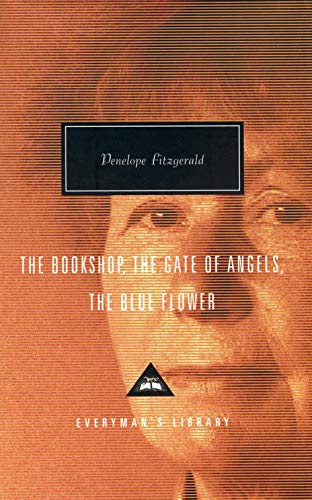 Penelope Fitzgerald
THE BOOKSHOP, THE GATE OF ANGELS,
THE BLUE FLOWER
EVERYMAN'S LIBRARY